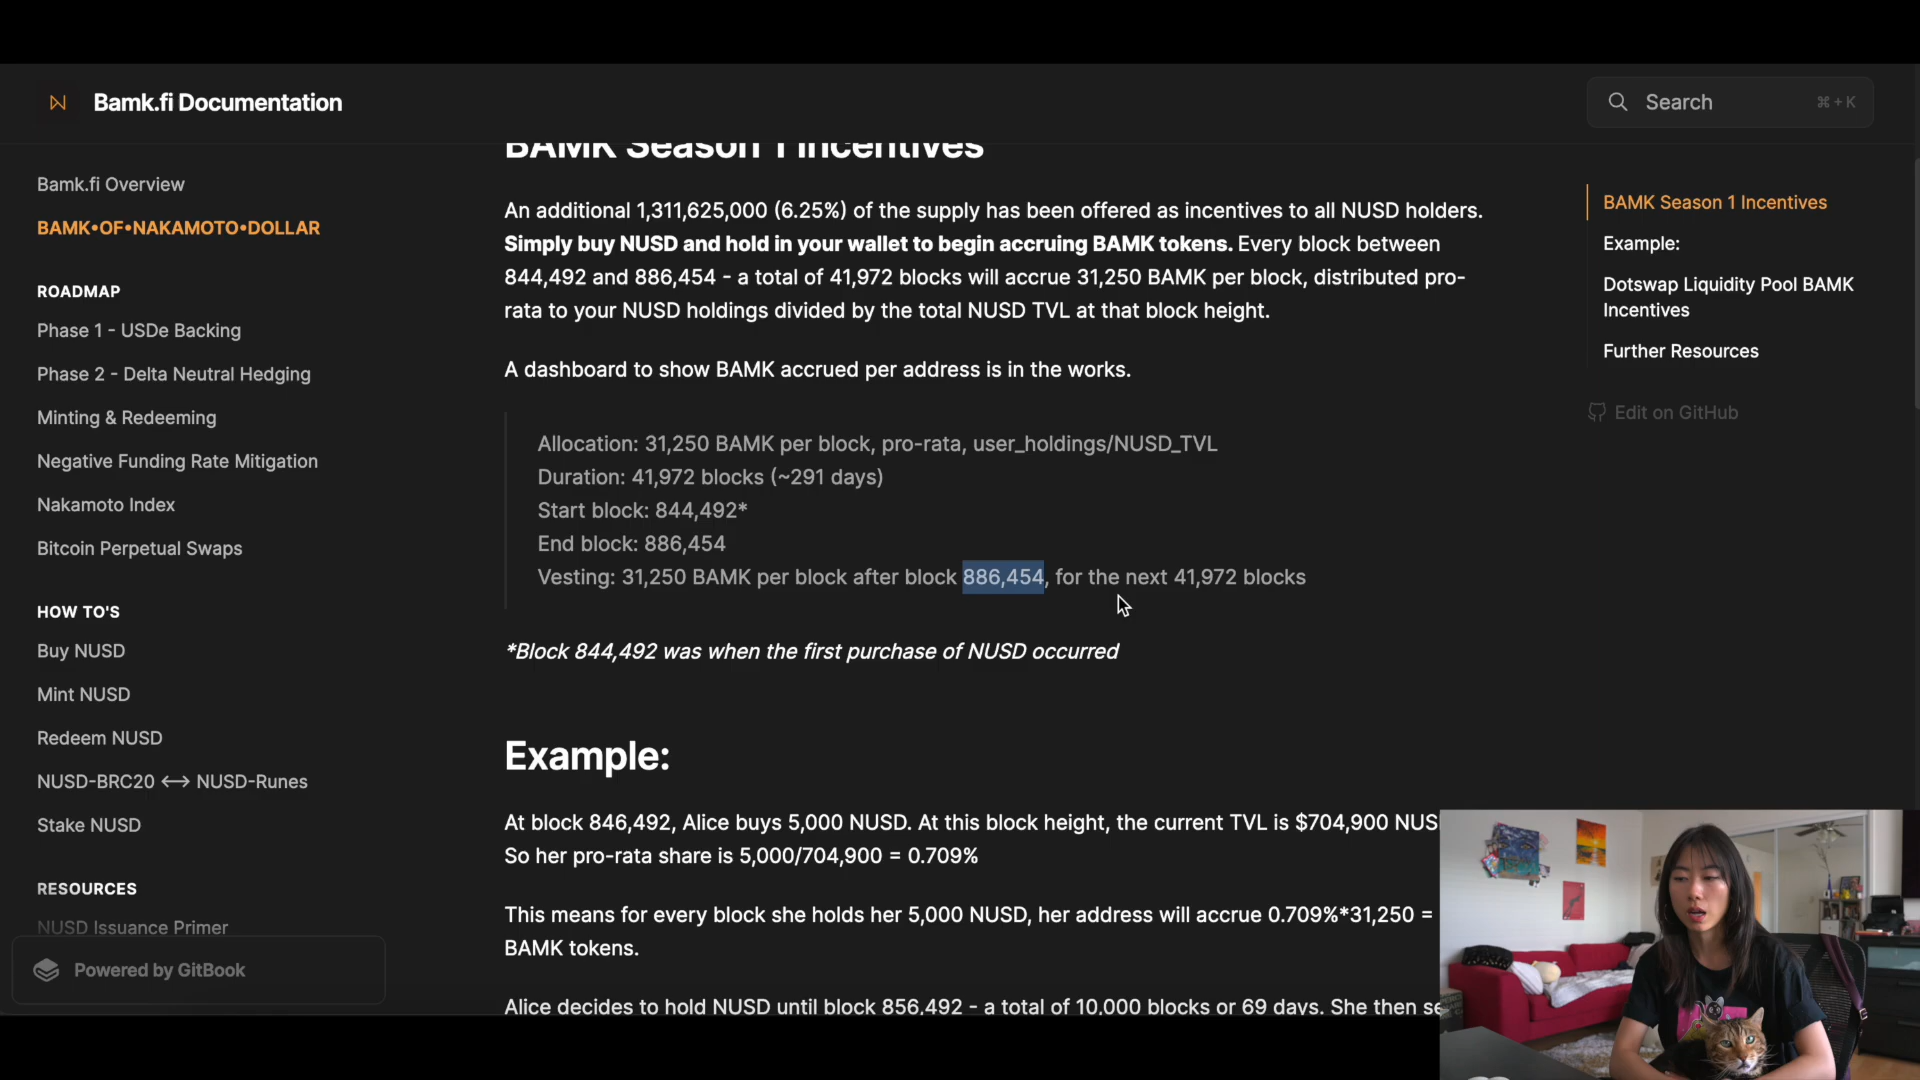 Bamk.fi Documentation
Search
⌘ + K
Bamk.fi Overview
BAMK•OF•NAKAMOTO•DOLLAR
ROADMAP
Phase 1 - USDe Backing
Phase 2 - Delta Neutral Hedging
Minting & Redeeming
Negative Funding Rate Mitigation
Nakamoto Index
Bitcoin Perpetual Swaps
HOW TO'S
Buy NUSD
Mint NUSD
Redeem NUSD
NUSD-BRC20 <-> NUSD-Runes
Stake NUSD
RESOURCES
NUSD Issuance Primer
Powered by GitBook
BAMK Season 1 Incentives
An additional 1,311,625,000 (6.25%) of the supply has been offered as incentives to all NUSD holders.
Simply buy NUSD and hold in your wallet to begin accruing BAMK tokens. Every block between
844,492 and 886,454 - a total of 41,972 blocks will accrue 31,250 BAMK per block, distributed pro-
rata to your NUSD holdings divided by the total NUSD TVL at that block height.
A dashboard to show BAMK accrued per address is in the works.
Allocation: 31,250 BAMK per block, pro-rata, user_holdings/NUSD_TVL
Duration: 41,972 blocks (~291 days)
Start block: 844,492*
End block: 886,454
Vesting: 31,250 BAMK per block after block 886,454, for the next 41,972 blocks
*Block 844,492 was when the first purchase of NUSD occurred
Example:
At block 846,492, Alice buys 5,000 NUSD. At this block height, the current TVL is $704,900 NUS
So her pro-rata share is 5,000/704,900 = 0.709%
This means for every block she holds her 5,000 NUSD, her address will accrue 0.709%*31,250 =
BAMK tokens.
Alice decides to hold NUSD until block 856,492 - a total of 10,000 blocks or 69 days. She then se
BAMK Season 1 Incentives
Example:
Dotswap Liquidity Pool BAMK
Incentives
Further Resources
Edit on GitHub